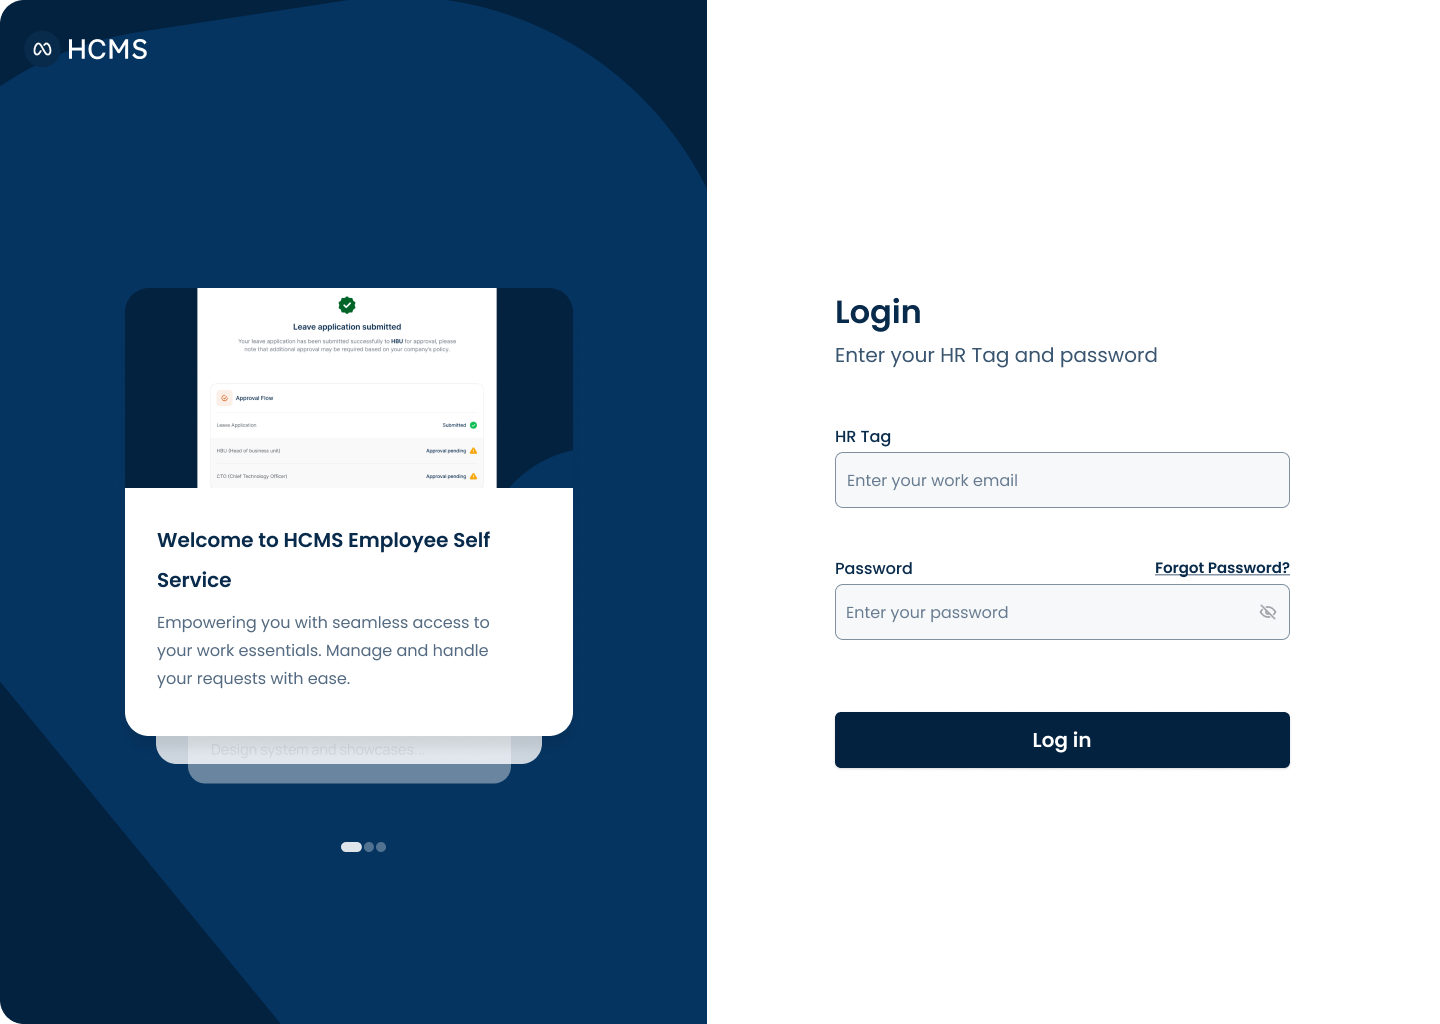 HCMS
Leave application submitted
Your leave application has been submitted successfully to HBU for approval, please
note that additional approval may be required based on your company's policy.
Approval Flow
Leave Application Submitted
HBU (Head of business unit) Approval pending
CTO (Chief Technology Officer) Approval pending
Welcome to HCMS Employee Self
Service
Empowering you with seamless access to
your work essentials. Manage and handle
your requests with ease.
Design system and showcases...
Login
Enter your HR Tag and password
HR Tag
Enter your work email
Password Forgot Password?
Enter your password
Log in